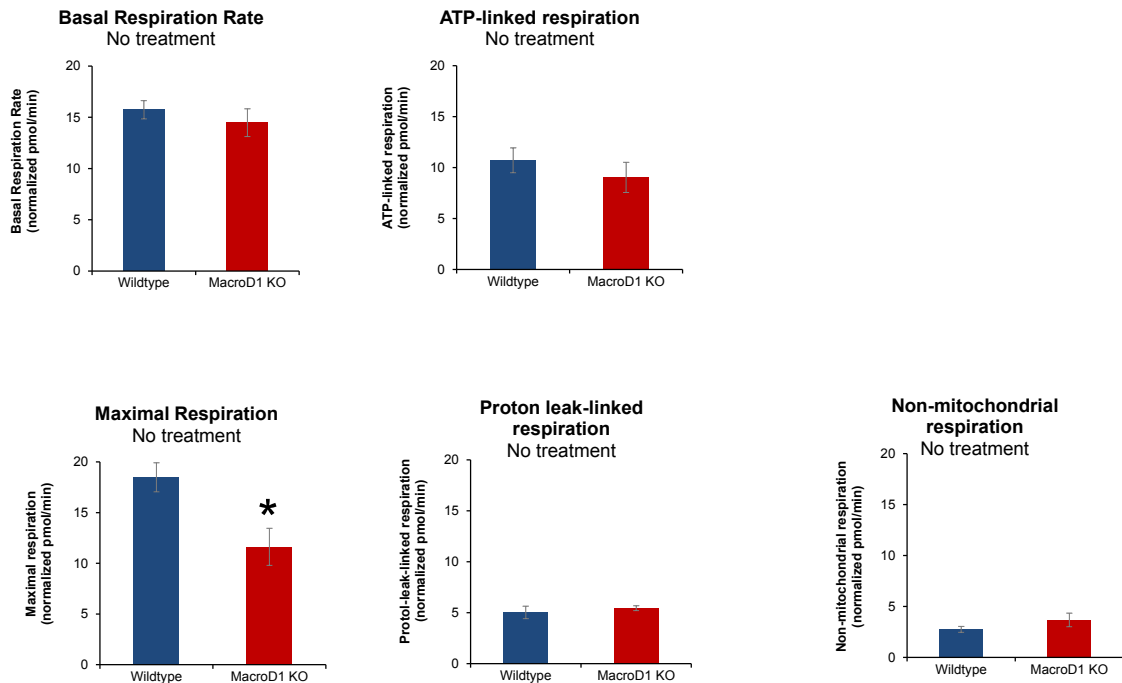 Basal Respiration Rate
No treatment
Basal Respiration Rate
(normalized pmol/min)
20
15
10
5
0
Wildtype
MacroD1 KO
ATP-linked respiration
No treatment
ATP-linked respiration
(normalized pmol/min)
20
15
10
5
0
Wildtype
MacroD1 KO
Maximal Respiration
No treatment
Maximal respiration
(normalized pmol/min)
20
15
10
5
0
*
Wildtype
MacroD1 KO
Proton leak-linked
respiration
No treatment
Protol-leak-linked respiration
(normalized pmol/min)
20
15
10
5
0
Wildtype
MacroD1 KO
Non-mitochondrial
respiration
No treatment
Non-mitochondrial respiration
(normalized pmol/min)
20
15
10
5
0
Wildtype
MacroD1 KO